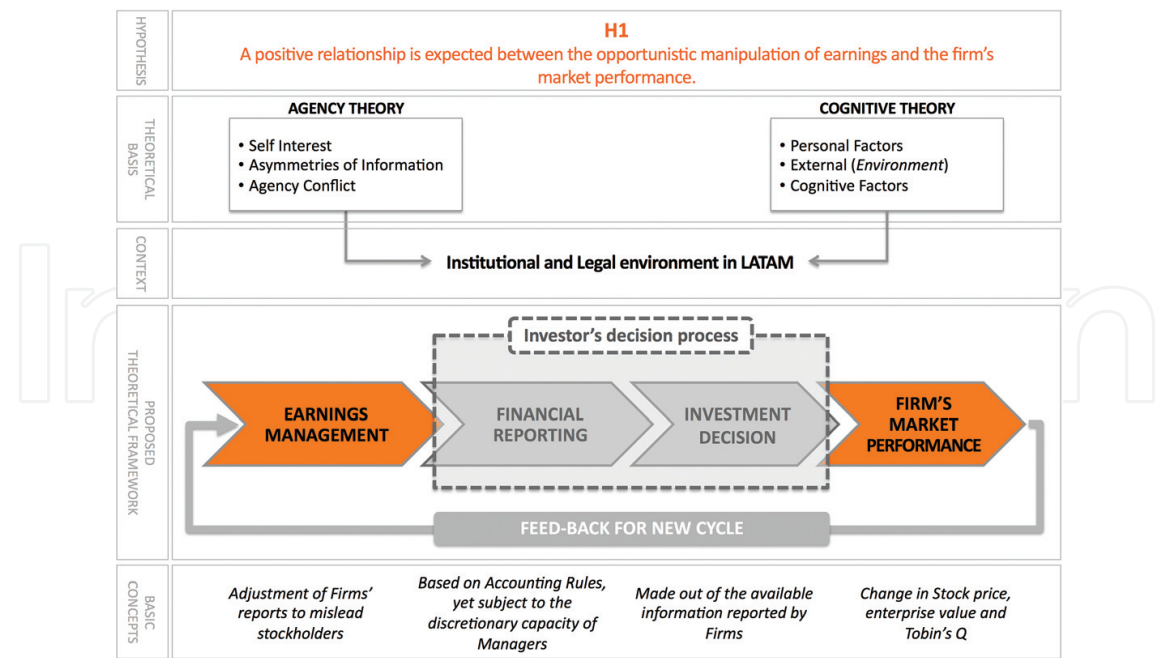 HYPOTHESIS
H1
A positive relationship is expected between the opportunistic manipulation of earnings and the firm's
market performance.
THEORETICAL
BASIS
AGENCY THEORY
• Self Interest
• Asymmetries of Information
• Agency Conflict
COGNITIVE THEORY
• Personal Factors
• External (Environment)
• Cognitive Factors
CONTEXT
Institutional and Legal environment in LATAM
PROPOSED
THEORETICAL FRAMEWORK
Investor's decision process
EARNINGS
MANAGEMENT
FINANCIAL
REPORTING
INVESTMENT
DECISION
FIRM'S
MARKET
PERFORMANCE
FEED-BACK FOR NEW CYCLE
BASIC
CONCEPTS
Adjustment of Firms'
reports to mislead
stockholders
Based on Accounting Rules,
yet subject to the
discretionary capacity of
Managers
Made out of the available
information reported by
Firms
Change in Stock price,
enterprise value and
Tobin's Q